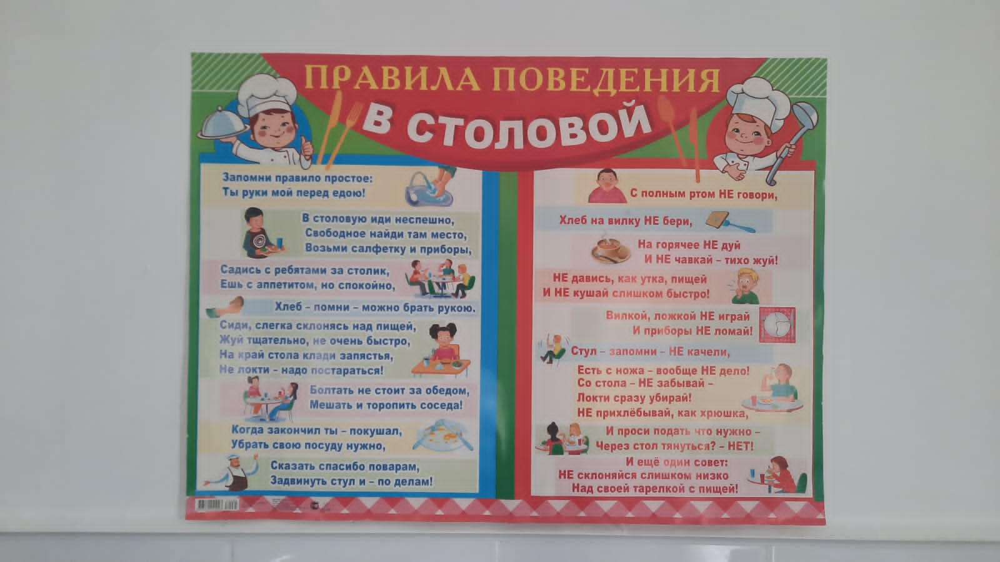 ПРАВИЛА ПОВЕДЕНИЯ
В СТОЛОВОЙ
Запомни правило простое:
Ты руки мой перед едою!
В столовую иди неспешно,
Свободное найди там место,
Возьми салфетку и приборы,
Садись с ребятами за столик,
Ешь с аппетитом, но спокойно,
Хлеб – помни – можно брать рукою.
Сиди, слегка склонясь над пищей,
Жуй тщательно, не очень быстро,
На край стола клади запястья,
Не локти – надо постараться!
Болтать не стоит за обедом,
Мешать и торопить соседа!
Когда закончил ты – покушал,
Убрать свою посуду нужно,
Сказать спасибо поварам,
Задвинуть стул и – по делам!
С полным ртом НЕ говори,
Хлеб на вилку НЕ бери,
На горячее НЕ дуй
И НЕ чавкай – тихо жуй!
НЕ давись, как утка, пищей
И НЕ кушай слишком быстро!
Вилкой, ложкой НЕ играй
И приборы НЕ ломай!
Стул – запомни – НЕ качели,
Есть с ножа – вообще НЕ дело!
Со стола – НЕ забывай –
Локти сразу убирай!
НЕ прихлёбывай, как хрюшка,
И проси подать что нужно –
Через стол тянуться? – НЕТ!
И ещё один совет:
НЕ склоняйся слишком низко
Над своей тарелкой с пищей!